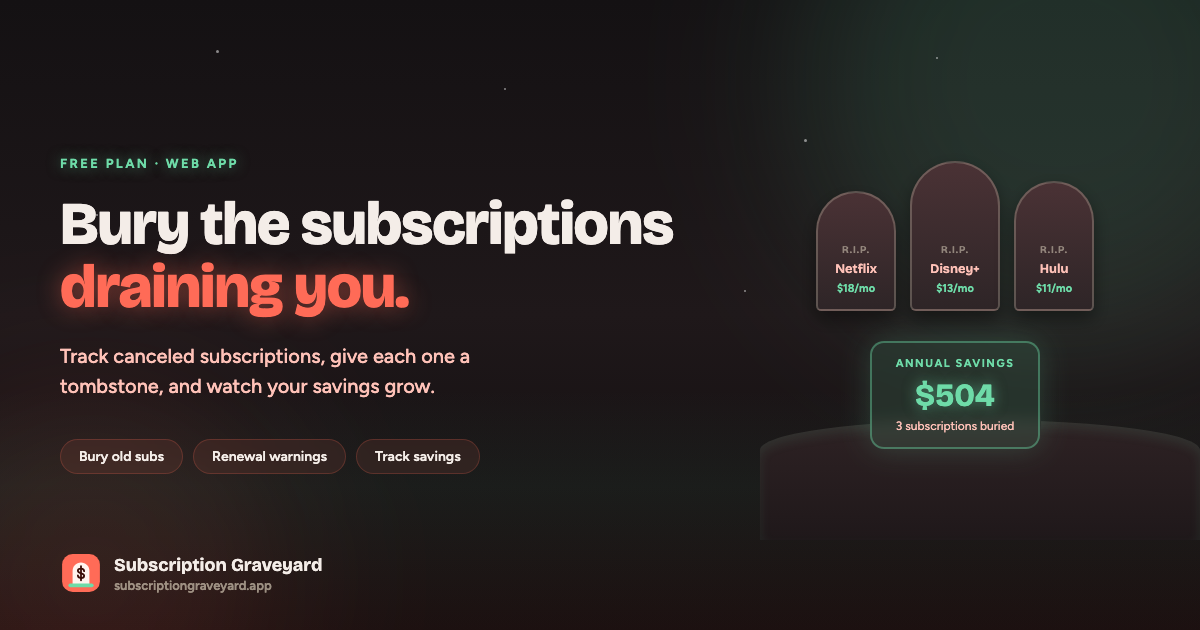 FREE PLAN · WEB APP
Bury the subscriptions
draining you.
Track canceled subscriptions, give each one a
tombstone, and watch your savings grow.
Bury old subs
Renewal warnings
Track savings
$
Subscription Graveyard
subscriptiongraveyard.app
R.I.P.
Netflix
$18/mo
R.I.P.
Disney+
$13/mo
R.I.P.
Hulu
$11/mo
ANNUAL SAVINGS
$504
3 subscriptions buried